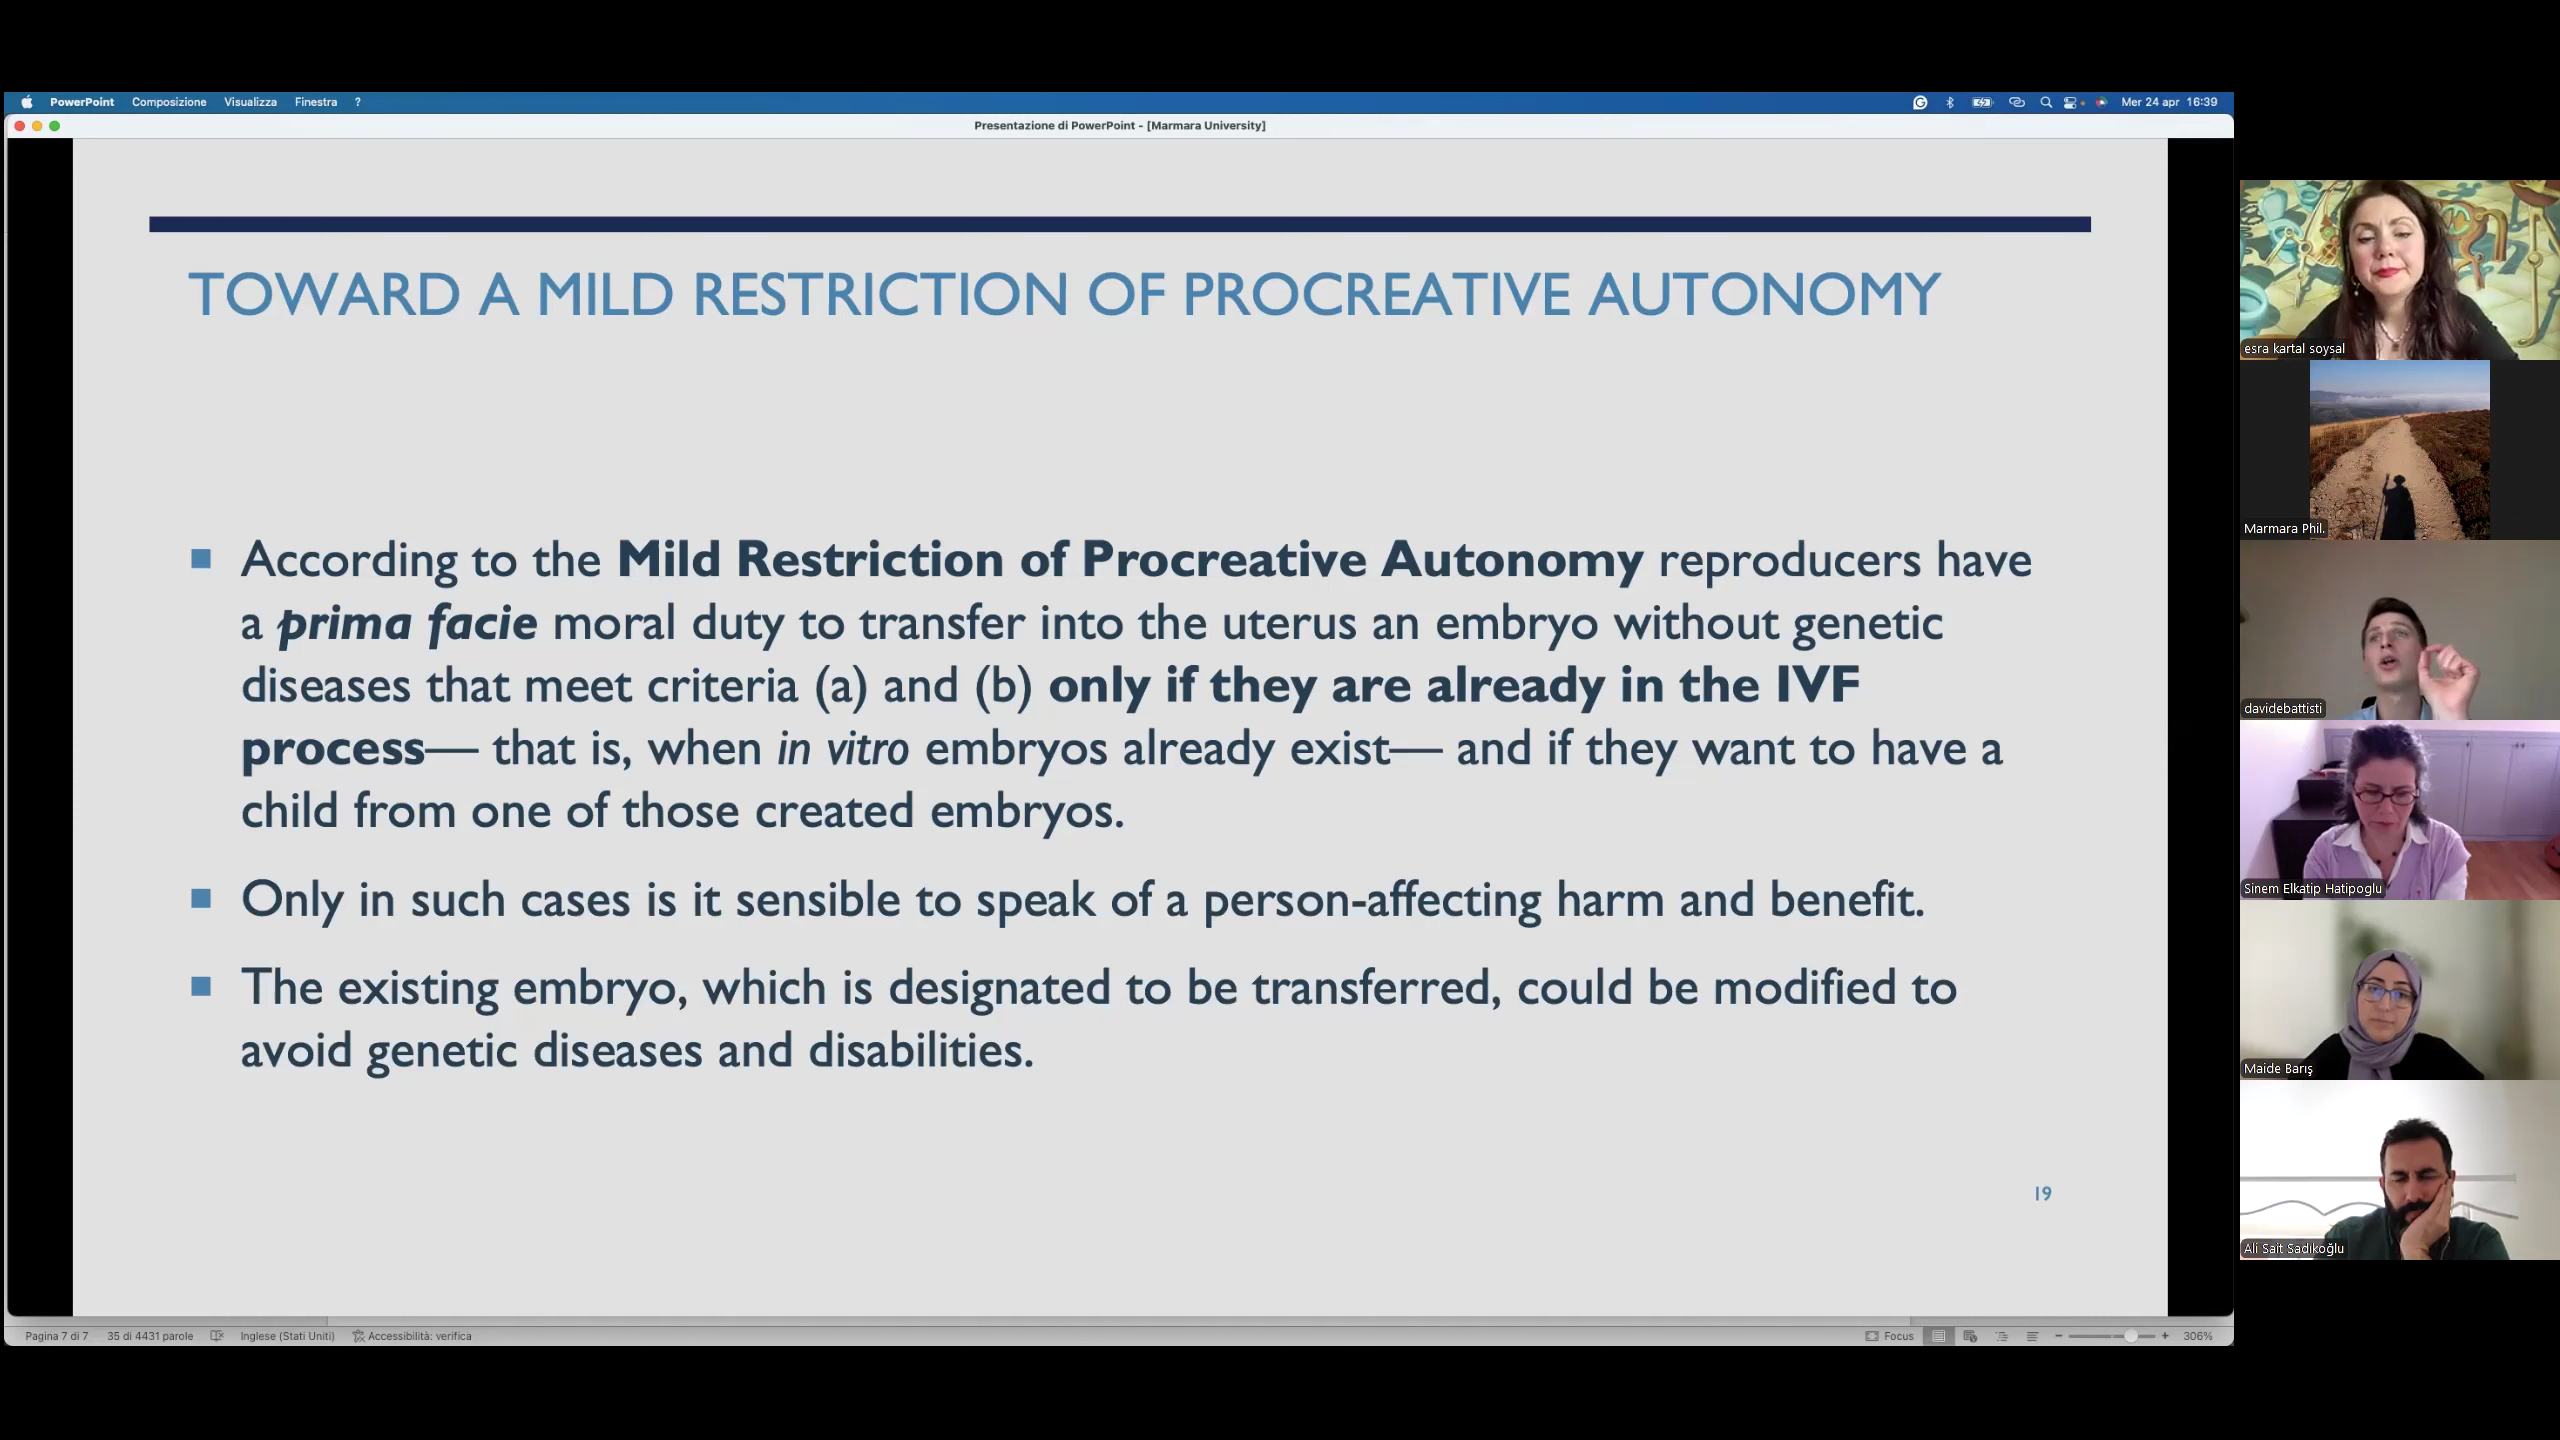 PowerPoint Composizione Visualizza Finestra ? Mer 24 apr 16:39
Presentazione di PowerPoint - [Marmara University]
TOWARD A MILD RESTRICTION OF PROCREATIVE AUTONOMY
According to the Mild Restriction of Procreative Autonomy reproducers have
a prima facie moral duty to transfer into the uterus an embryo without genetic
diseases that meet criteria (a) and (b) only if they are already in the IVF
process— that is, when in vitro embryos already exist— and if they want to have a
child from one of those created embryos.
Only in such cases is it sensible to speak of a person-affecting harm and benefit.
The existing embryo, which is designated to be transferred, could be modified to
avoid genetic diseases and disabilities.
19
Pagina 7 di 7 35 di 4431 parole Inglese (Stati Uniti) Accessibilità: verifica Focus 306%
esra kartal soysal
Marmara Phil.
davidebattisti
Sinem Elkatip Hatipoglu
Maide Barış
Ali Sait Sadıkoğlu